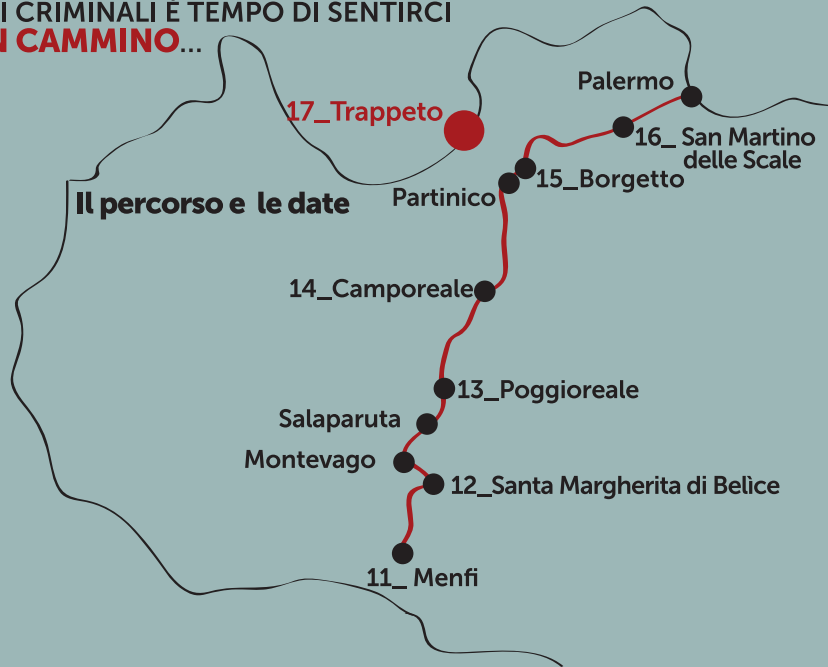 I CRIMINALI È TEMPO DI SENTIRCI
N CAMMINO...
Palermo
17_Trappeto
16_ San Martino
delle Scale
15_Borgetto
Partinico
Il percorso e le date
14_Camporeale
13_Poggioreale
Salaparuta
Montevago
12_Santa Margherita di Belìce
11_ Menfi